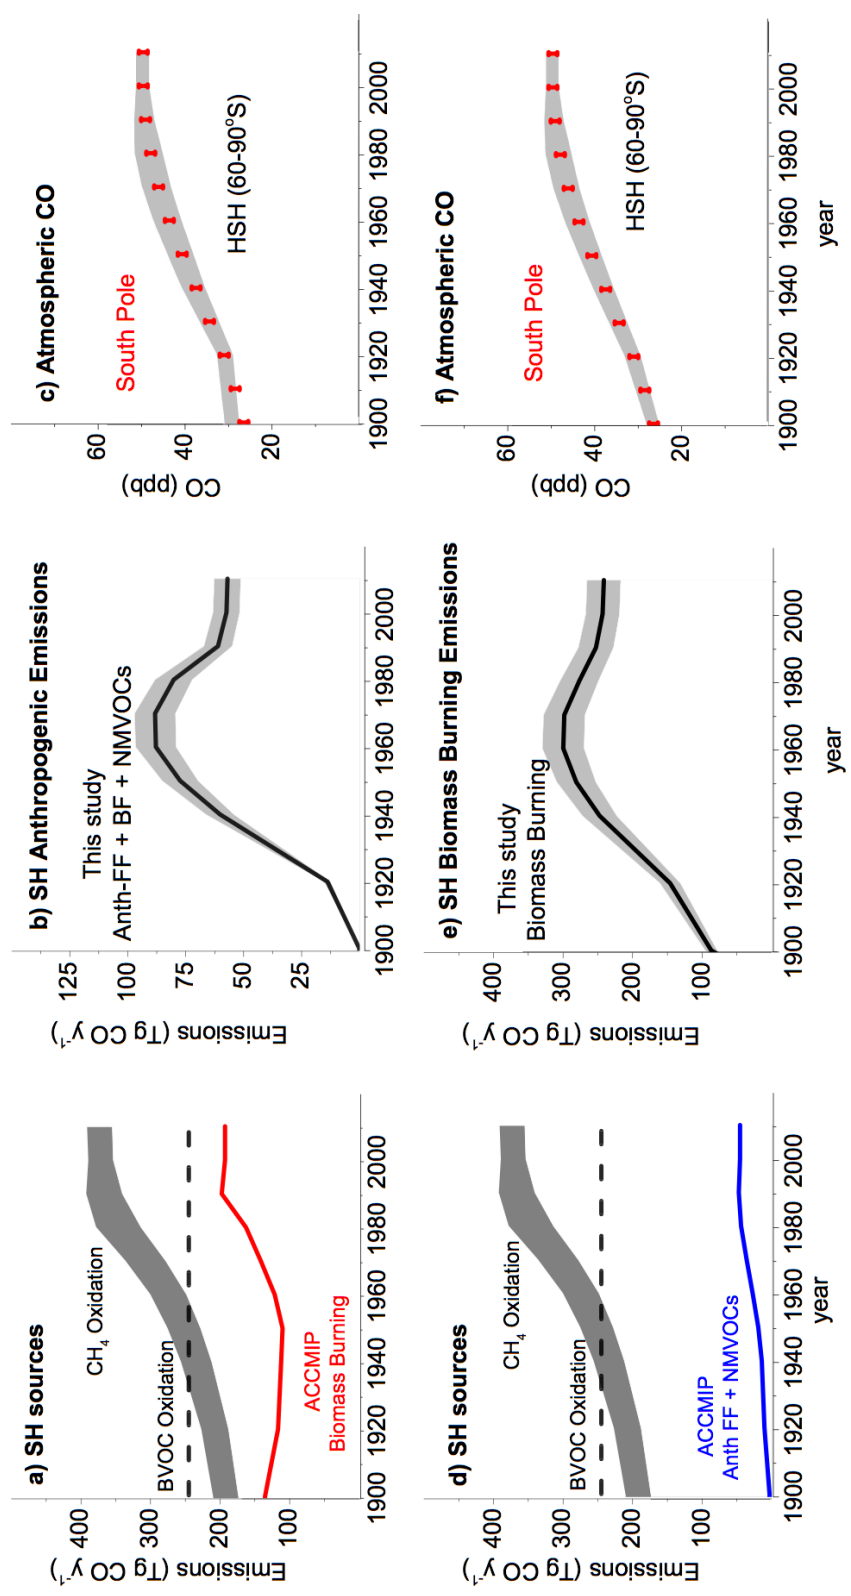 a) SH sources
400
300
200
100
Emissions (Tg CO y⁻¹)
CH₄ Oxidation
BVOC Oxidation
ACCMIP
Biomass Burning
1900 1920 1940 1960 1980 2000
b) SH Anthropogenic Emissions
125
100
75
50
25
Emissions (Tg CO y⁻¹)
This study
Anth-FF + BF + NMVOCs
1900 1920 1940 1960 1980 2000
c) Atmospheric CO
60
40
20
CO (ppb)
South Pole
HSH (60-90°S)
1900 1920 1940 1960 1980 2000
d) SH sources
400
300
200
100
Emissions (Tg CO y⁻¹)
CH₄ Oxidation
BVOC Oxidation
ACCMIP
Anth FF + NMVOCs
1900 1920 1940 1960 1980 2000
year
e) SH Biomass Burning Emissions
400
300
200
100
Emissions (Tg CO y⁻¹)
This study
Biomass Burning
1900 1920 1940 1960 1980 2000
year
f) Atmospheric CO
60
40
20
CO (ppb)
South Pole
HSH (60-90°S)
1900 1920 1940 1960 1980 2000
year